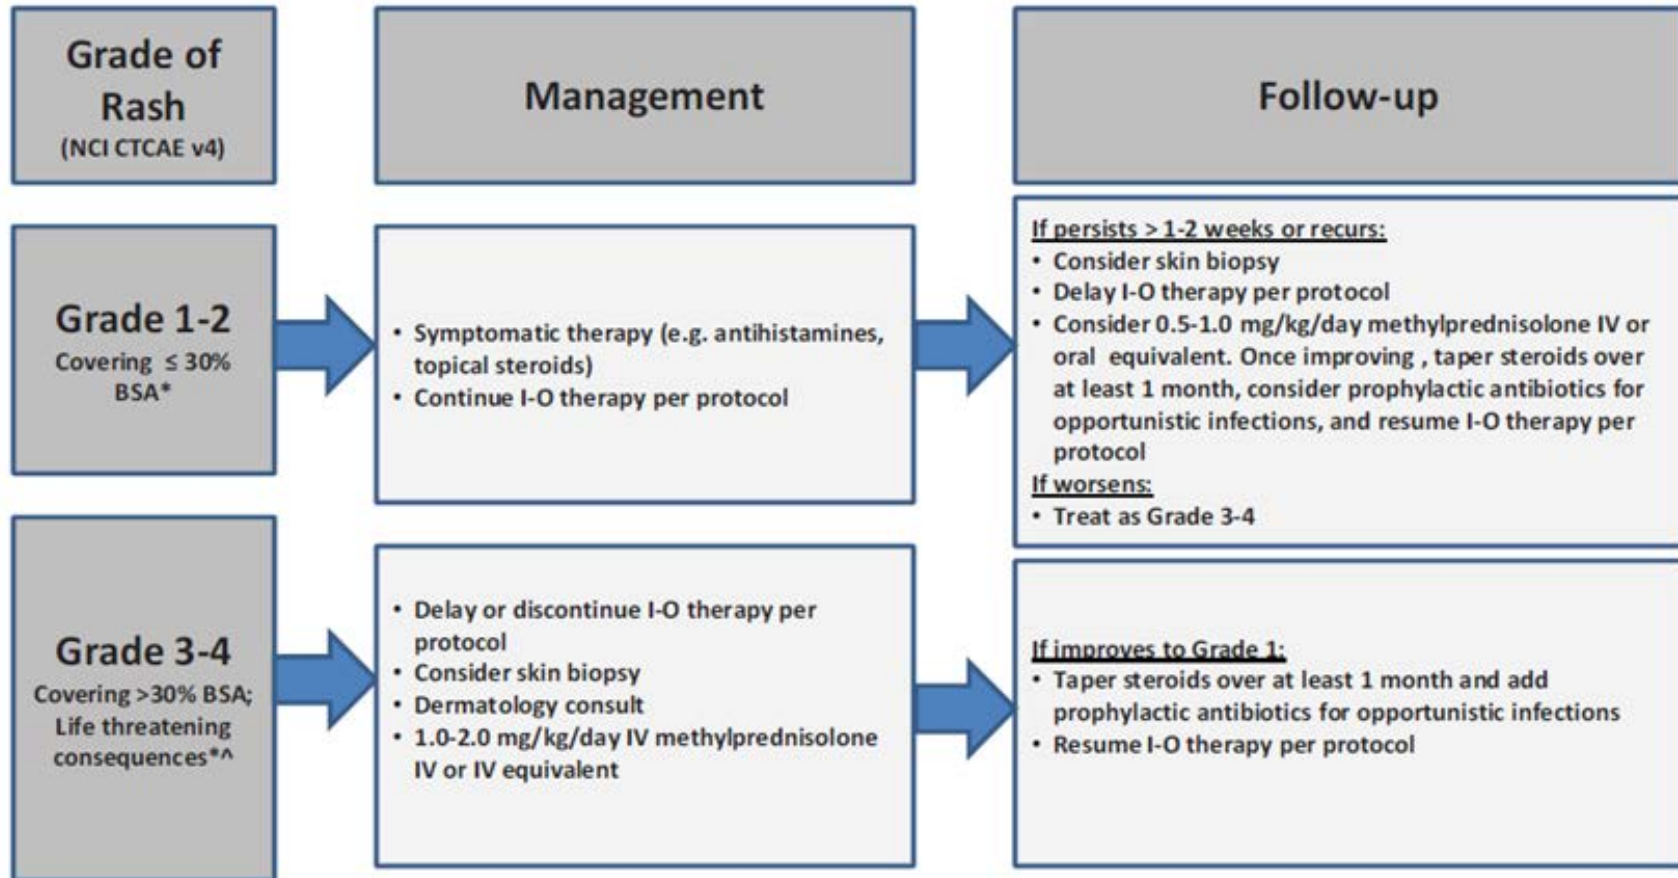 Grade of
Rash
(NCI CTCAE v4)
Management
Follow-up
Grade 1-2
Covering ≤ 30%
BSA*
• Symptomatic therapy (e.g. antihistamines,
topical steroids)
• Continue I-O therapy per protocol
If persists > 1-2 weeks or recurs:
• Consider skin biopsy
• Delay I-O therapy per protocol
• Consider 0.5-1.0 mg/kg/day methylprednisolone IV or
oral equivalent. Once improving , taper steroids over
at least 1 month, consider prophylactic antibiotics for
opportunistic infections, and resume I-O therapy per
protocol
If worsens:
• Treat as Grade 3-4
Grade 3-4
Covering >30% BSA;
Life threatening
consequences*^
• Delay or discontinue I-O therapy per
protocol
• Consider skin biopsy
• Dermatology consult
• 1.0-2.0 mg/kg/day IV methylprednisolone
IV or IV equivalent
If improves to Grade 1:
• Taper steroids over at least 1 month and add
prophylactic antibiotics for opportunistic infections
• Resume I-O therapy per protocol